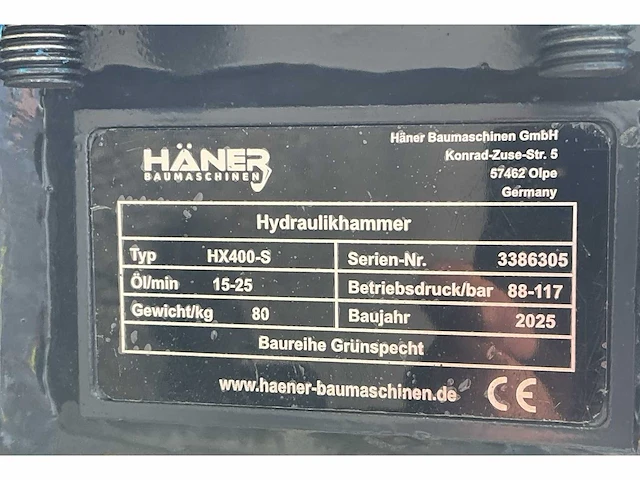 HÄNER
BAUMASCHINEN
Häner Baumaschinen GmbH
Konrad-Zuse-Str. 5
57462 Olpe
Germany
Hydraulikhammer
Typ HX400-S Serien-Nr. 3386305
Öl/min 15-25 Betriebsdruck/bar 88-117
Gewicht/kg 80 Baujahr 2025
Baureihe Grünspecht
www.haener-baumaschinen.de CE